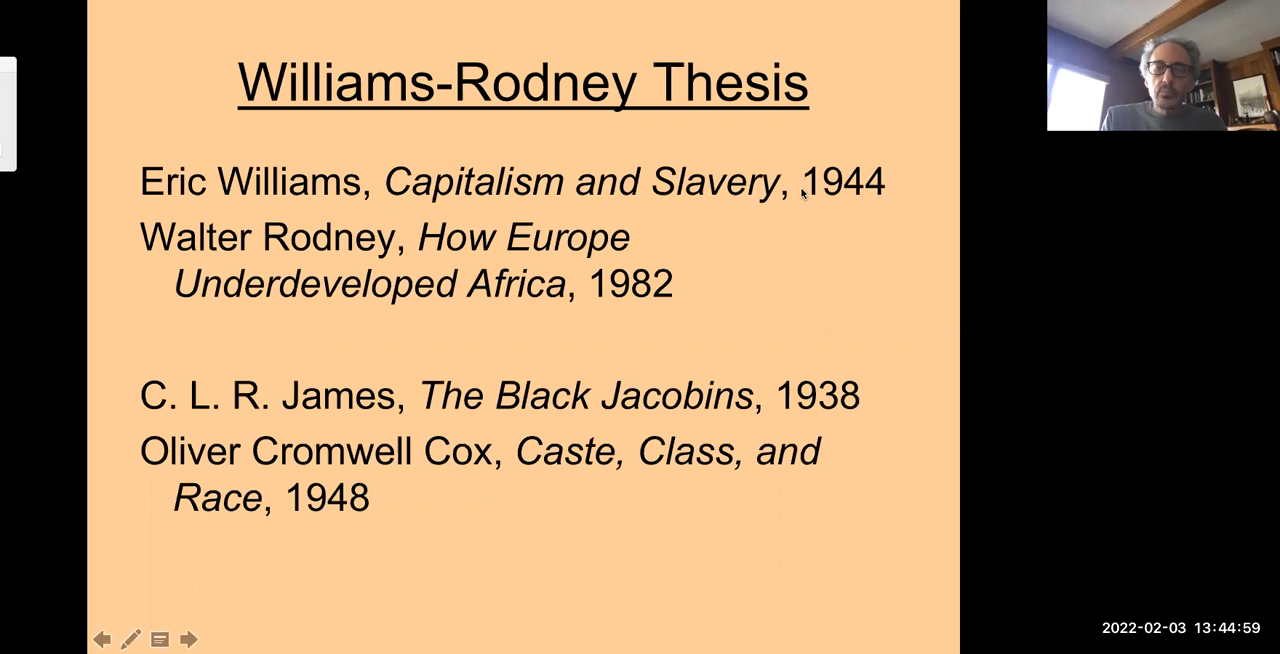 Williams-Rodney Thesis
Eric Williams, Capitalism and Slavery, 1944
Walter Rodney, How Europe
Underdeveloped Africa, 1982
C. L. R. James, The Black Jacobins, 1938
Oliver Cromwell Cox, Caste, Class, and
Race, 1948
2022-02-03 13:44:59